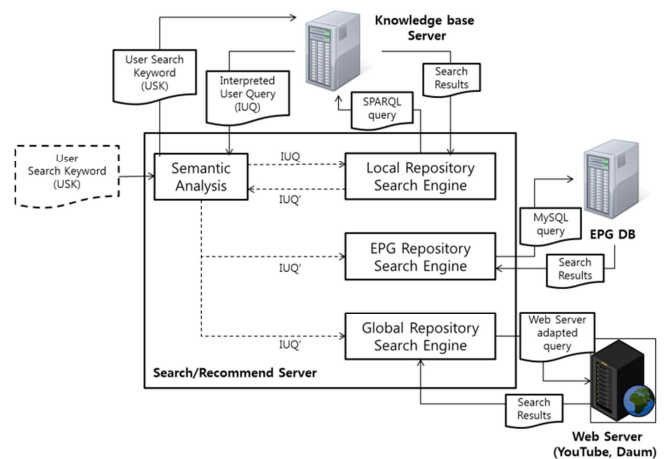 Knowledge base
Server
User Search
Keyword
(USK)
Interpreted
User Query
(IUQ)
Search
Results
SPARQL
query
User
Search Keyword
(USK)
Semantic
Analysis
IUQ
IUQ'
Local Repository
Search Engine
MySQL
query
EPG DB
EPG Repository
Search Engine
IUQ'
Search
Results
Web Server
adapted
query
Global Repository
Search Engine
IUQ'
Search/Recommend Server
Search
Results
Web Server
(YouTube, Daum)